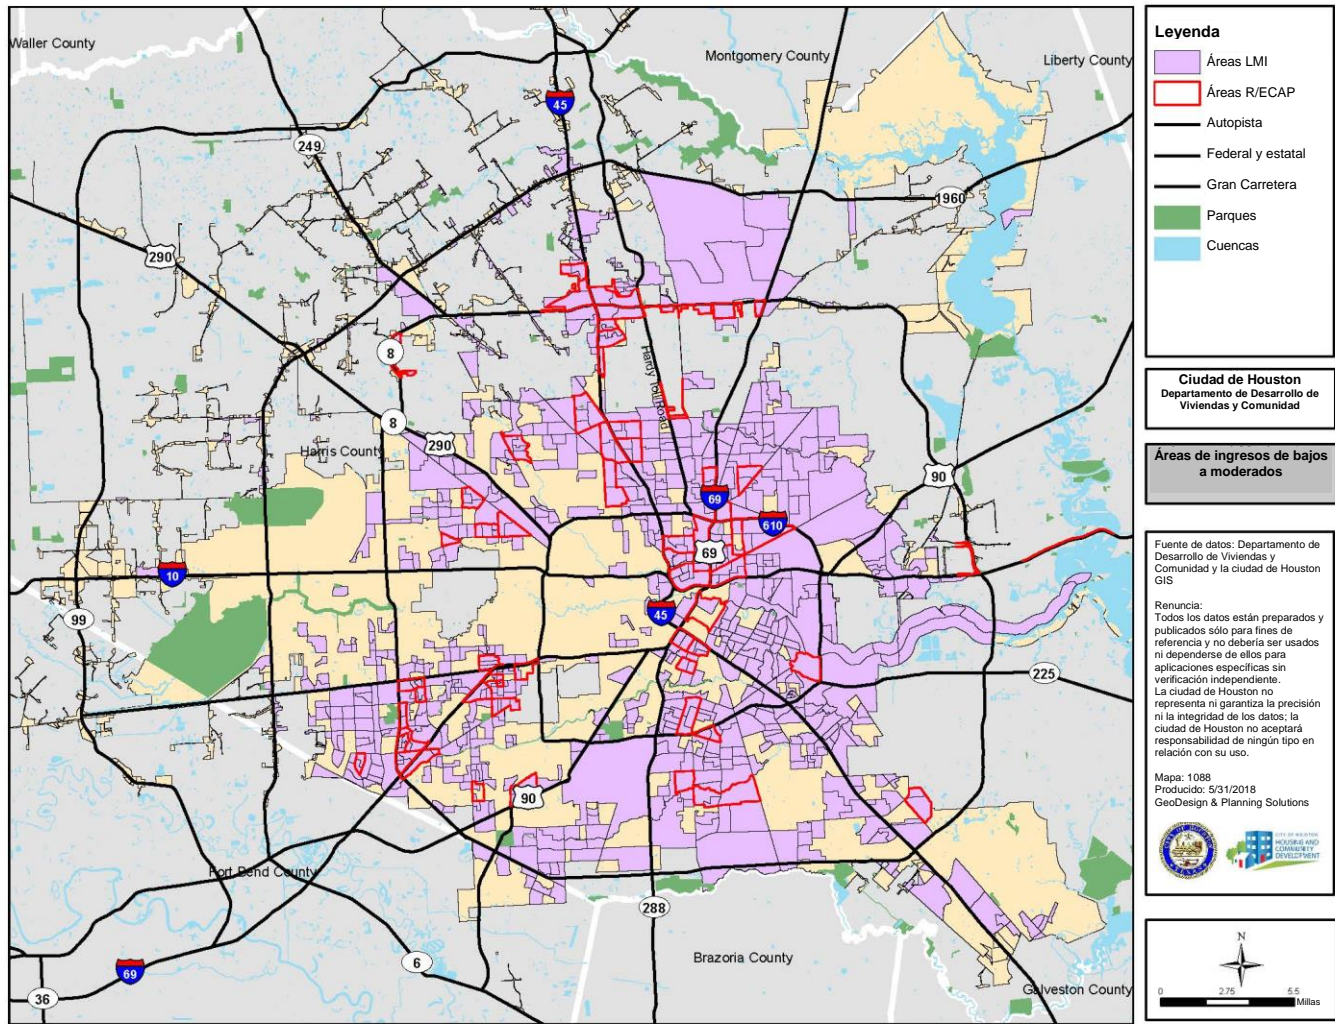 Waller County
Montgomery County
Liberty County
45
249
1960
290
8
Hardy Toll Road
8
290
Harris County
90
69
610
69
10
45
99
225
90
Fort Bend County
288
6
69
36
Brazoria County
Galveston County
Leyenda
Áreas LMI
Áreas R/ECAP
Autopista
Federal y estatal
Gran Carretera
Parques
Cuencas
Ciudad de Houston
Departamento de Desarrollo de
Viviendas y Comunidad
Áreas de ingresos de bajos
a moderados
Fuente de datos: Departamento de
Desarrollo de Viviendas y
Comunidad y la ciudad de Houston
GIS
Renuncia:
Todos los datos están preparados y
publicados sólo para fines de
referencia y no debería ser usados
ni dependerse de ellos para
aplicaciones específicas sin
verificación independiente.
La ciudad de Houston no
representa ni garantiza la precisión
ni la integridad de los datos; la
ciudad de Houston no aceptará
responsabilidad de ningún tipo en
relación con su uso.
Mapa: 1088
Producido: 5/31/2018
GeoDesign & Planning Solutions
CITY OF HOUSTON
HOUSING AND
COMMUNITY
DEVELOPMENT
N
0 2.75 5.5
Millas